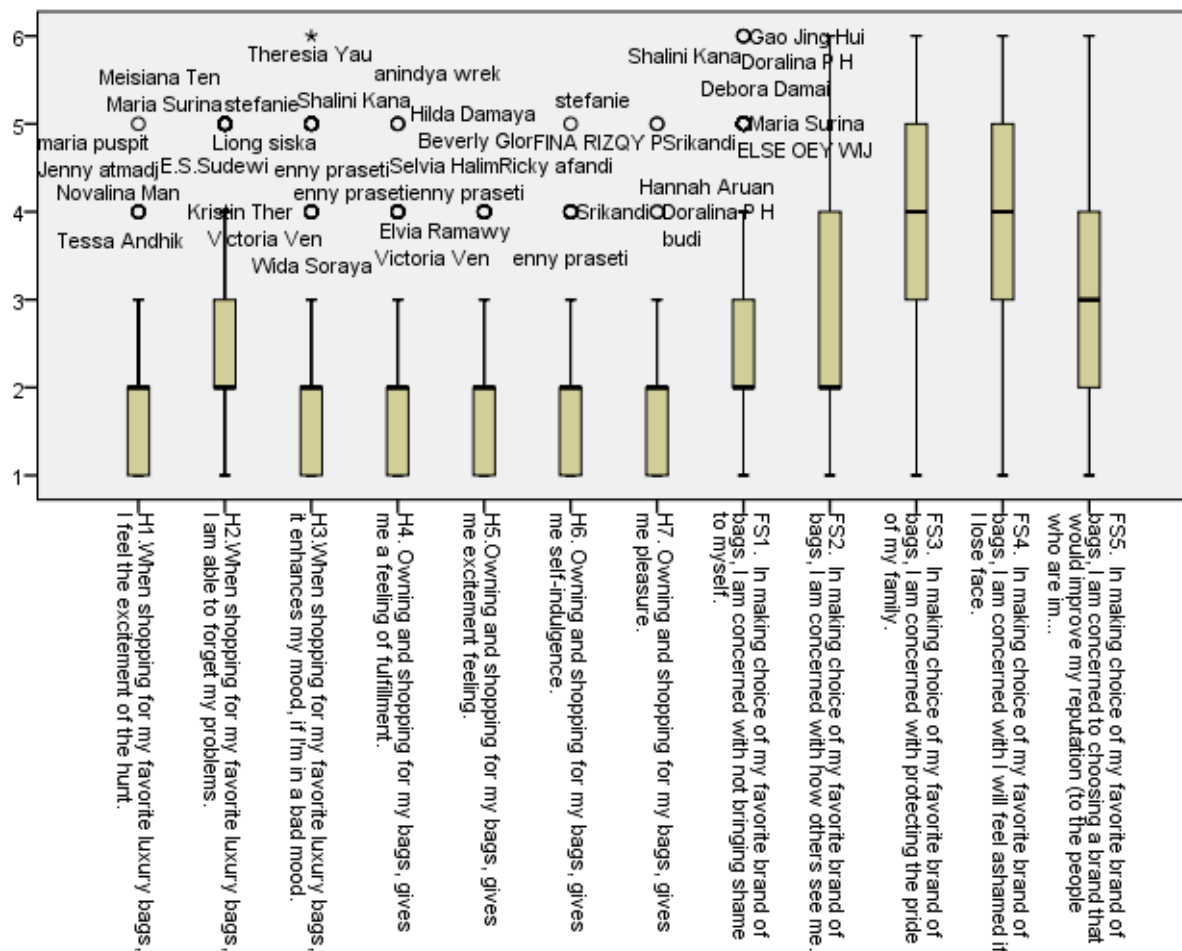 6
5
4
3
2
1
Theresia Yau
Gao Jing Hui
Shalini Kana
Doralina P H
Meisiana Ten
anindya wrek
Debora Damai
Maria Surina
stefanie
Shalini Kana
Hilda Damaya
stefanie
Maria Surina
maria puspit
Liong siska
Beverly Glor
FINA RIZQY P
Srikandi
ELSE OEY WIJ
Jenny atmadj
E.S.Sudewi
enny praseti
Selvia Halim
Ricky afandi
Novalina Man
enny praseti
enny praseti
Hannah Aruan
Kristin Ther
Srikandi
Doralina P H
Tessa Andhik
Victoria Ven
Elvia Ramawy
budi
Wida Soraya
Victoria Ven
enny praseti
H1.When shopping for my favorite luxury bags,
I feel the excitement of the hunt.
H2.When shopping for my favorite luxury bags,
I am able to forget my problems.
H3.When shopping for my favorite luxury bags,
it enhances my mood, if I'm in a bad mood.
H4. Owning and shopping for my bags, gives
me a feeling of fulfillment.
H5.Owning and shopping for my bags, gives
me excitement feeling.
H6. Owning and shopping for my bags, gives
me self-indulgence.
H7. Owning and shopping for my bags, gives
me pleasure.
FS1. In making choice of my favorite brand of
bags, I am concerned with not bringing shame
to myself.
FS2. In making choice of my favorite brand of
bags, I am concerned with how others see me.
FS3. In making choice of my favorite brand of
bags, I am concerned with protecting the pride
of my family.
FS4. In making choice of my favorite brand of
bags, I am concerned with I will feel ashamed if
I lose face.
FS5. In making choice of my favorite brand of
bags, I am concerned to choosing a brand that
would improve my reputation (to the people
who are im...